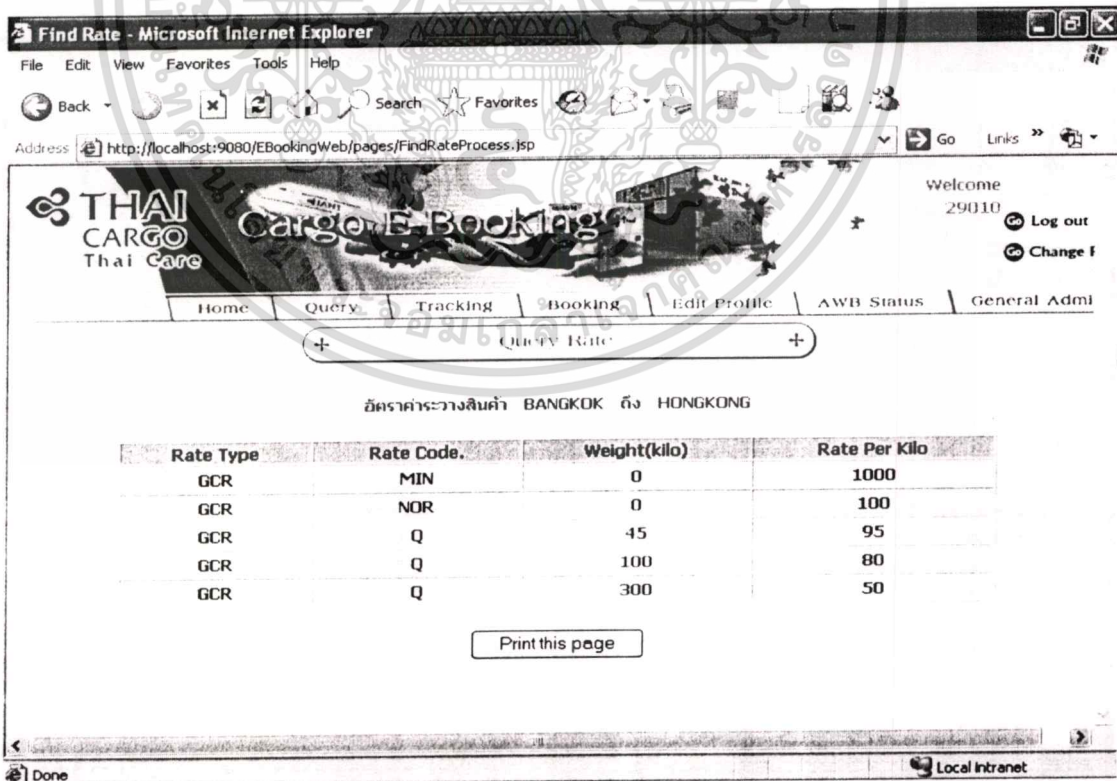 Find Rate - Microsoft Internet Explorer
File Edit View Favorites Tools Help
Back Search Favorites
Address http://localhost:9080/EBookingWeb/pages/FindRateProcess.jsp Go Links »
THAI
CARGO
Thai Care
Cargo E-Booking
Welcome
29010
Go Log out
Go Change F
Home Query Tracking Booking Edit Profile AWB Status General Admi
Query Rate
อัตราค่าระวางสินค้า BANGKOK ถึง HONGKONG
Rate Type Rate Code. Weight(kilo) Rate Per Kilo
GCR MIN 0 1000
GCR NOR 0 100
GCR Q 45 95
GCR Q 100 80
GCR Q 300 50
Print this page
Done Local intranet